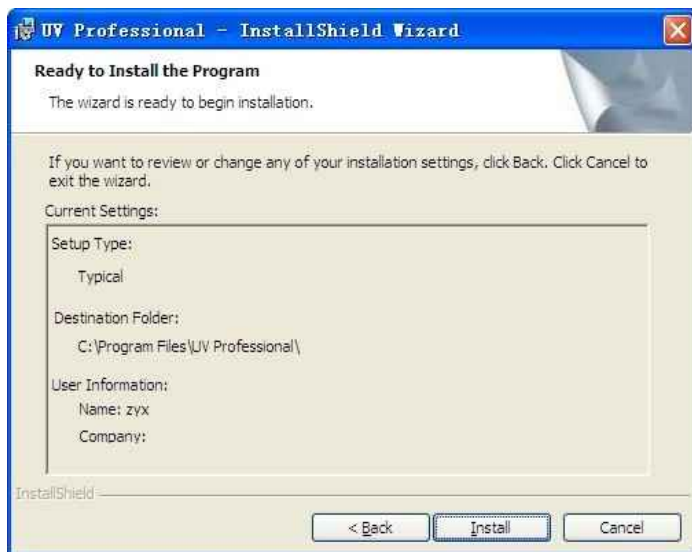 UV Professional - InstallShield Wizard
Ready to Install the Program
The wizard is ready to begin installation.
If you want to review or change any of your installation settings, click Back. Click Cancel to
exit the wizard.
Current Settings:
Setup Type:
Typical
Destination Folder:
C:\Program Files\UV Professional\
User Information:
Name: zyx
Company:
InstallShield
< Back
Install
Cancel